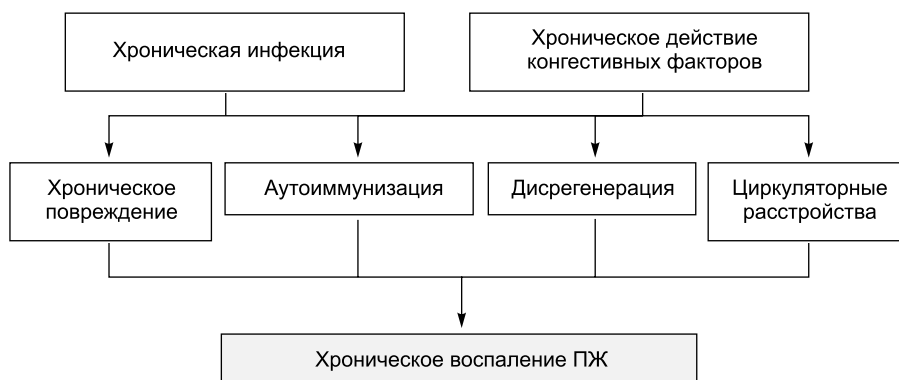 Хроническая инфекция
Хроническое действие
конгестивных факторов
Хроническое
повреждение
Аутоиммунизация
Дисрегенерация
Циркуляторные
расстройства
Хроническое воспаление ПЖ